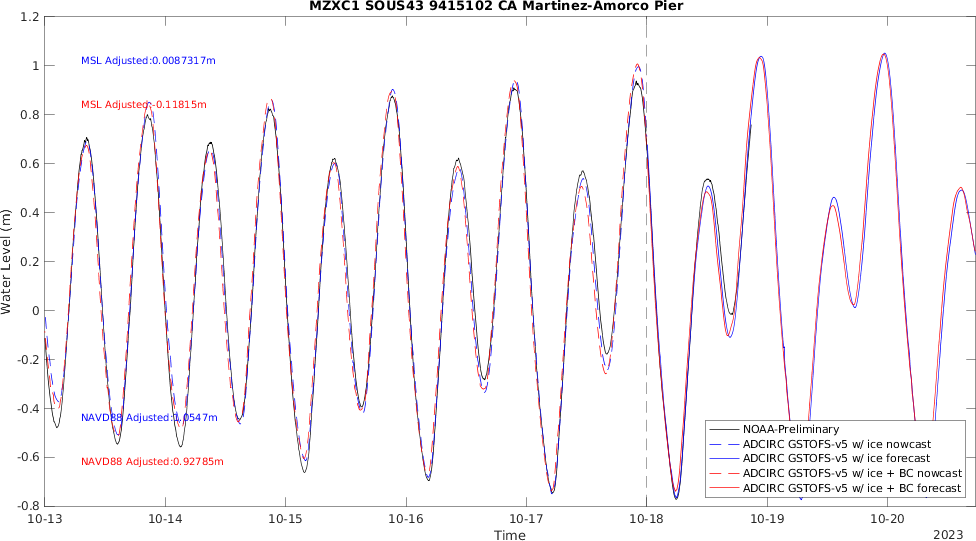 MZXC1 SOUS43 9415102 CA Martinez-Amorco Pier
1.2
1
0.8
0.6
0.4
0.2
0
-0.2
-0.4
-0.6
-0.8
Water Level (m)
MSL Adjusted:0.0087317m
MSL Adjusted:-0.11815m
NAVD88 Adjusted:1.0547m
NAVD88 Adjusted:0.92785m
NOAA-Preliminary
ADCIRC GSTOFS-v5 w/ ice nowcast
ADCIRC GSTOFS-v5 w/ ice forecast
ADCIRC GSTOFS-v5 w/ ice + BC nowcast
ADCIRC GSTOFS-v5 w/ ice + BC forecast
10-13 10-14 10-15 10-16 10-17 10-18 10-19 10-20
Time
2023